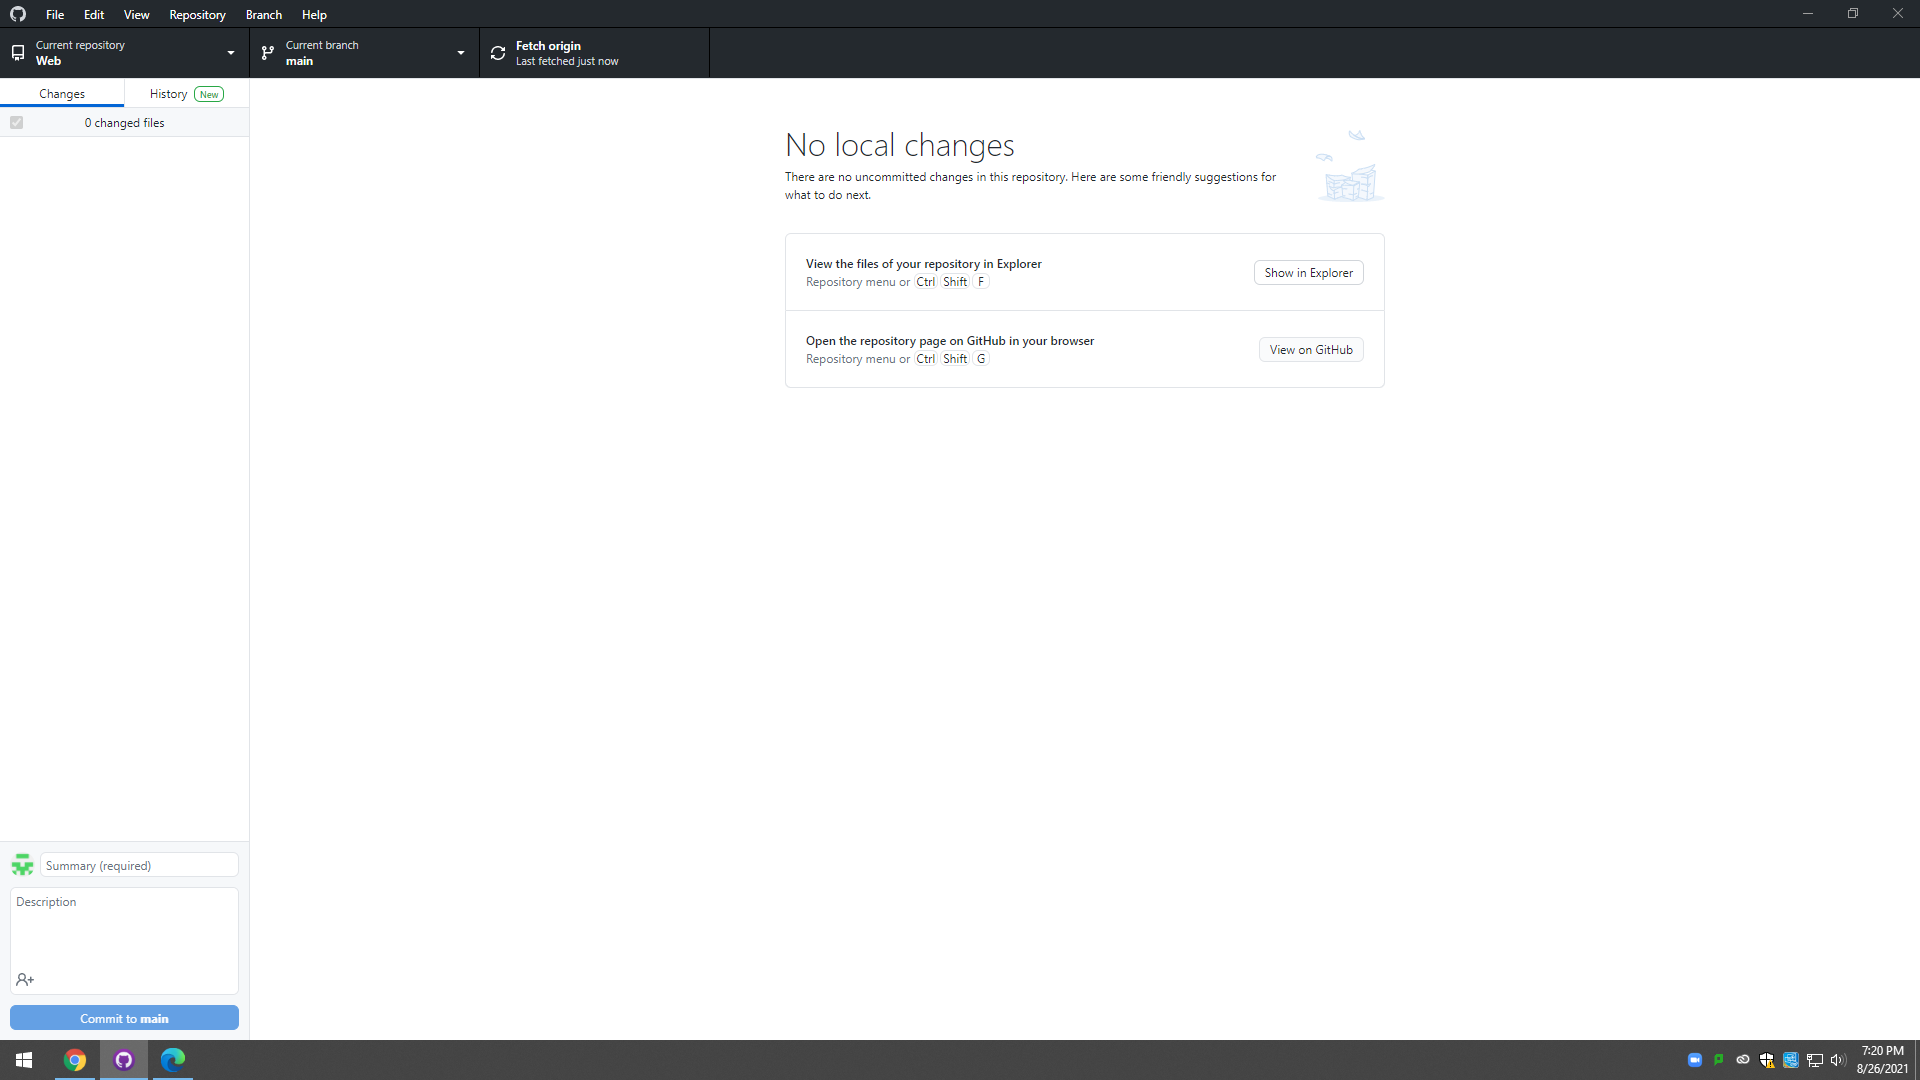 File Edit View Repository Branch Help
Current repository
Web
Current branch
main
Fetch origin
Last fetched just now
Changes
History New
0 changed files
No local changes
There are no uncommitted changes in this repository. Here are some friendly suggestions for
what to do next.
View the files of your repository in Explorer
Repository menu or Ctrl Shift F
Show in Explorer
Open the repository page on GitHub in your browser
Repository menu or Ctrl Shift G
View on GitHub
Summary (required)
Description
Commit to main
7:20 PM
8/26/2021